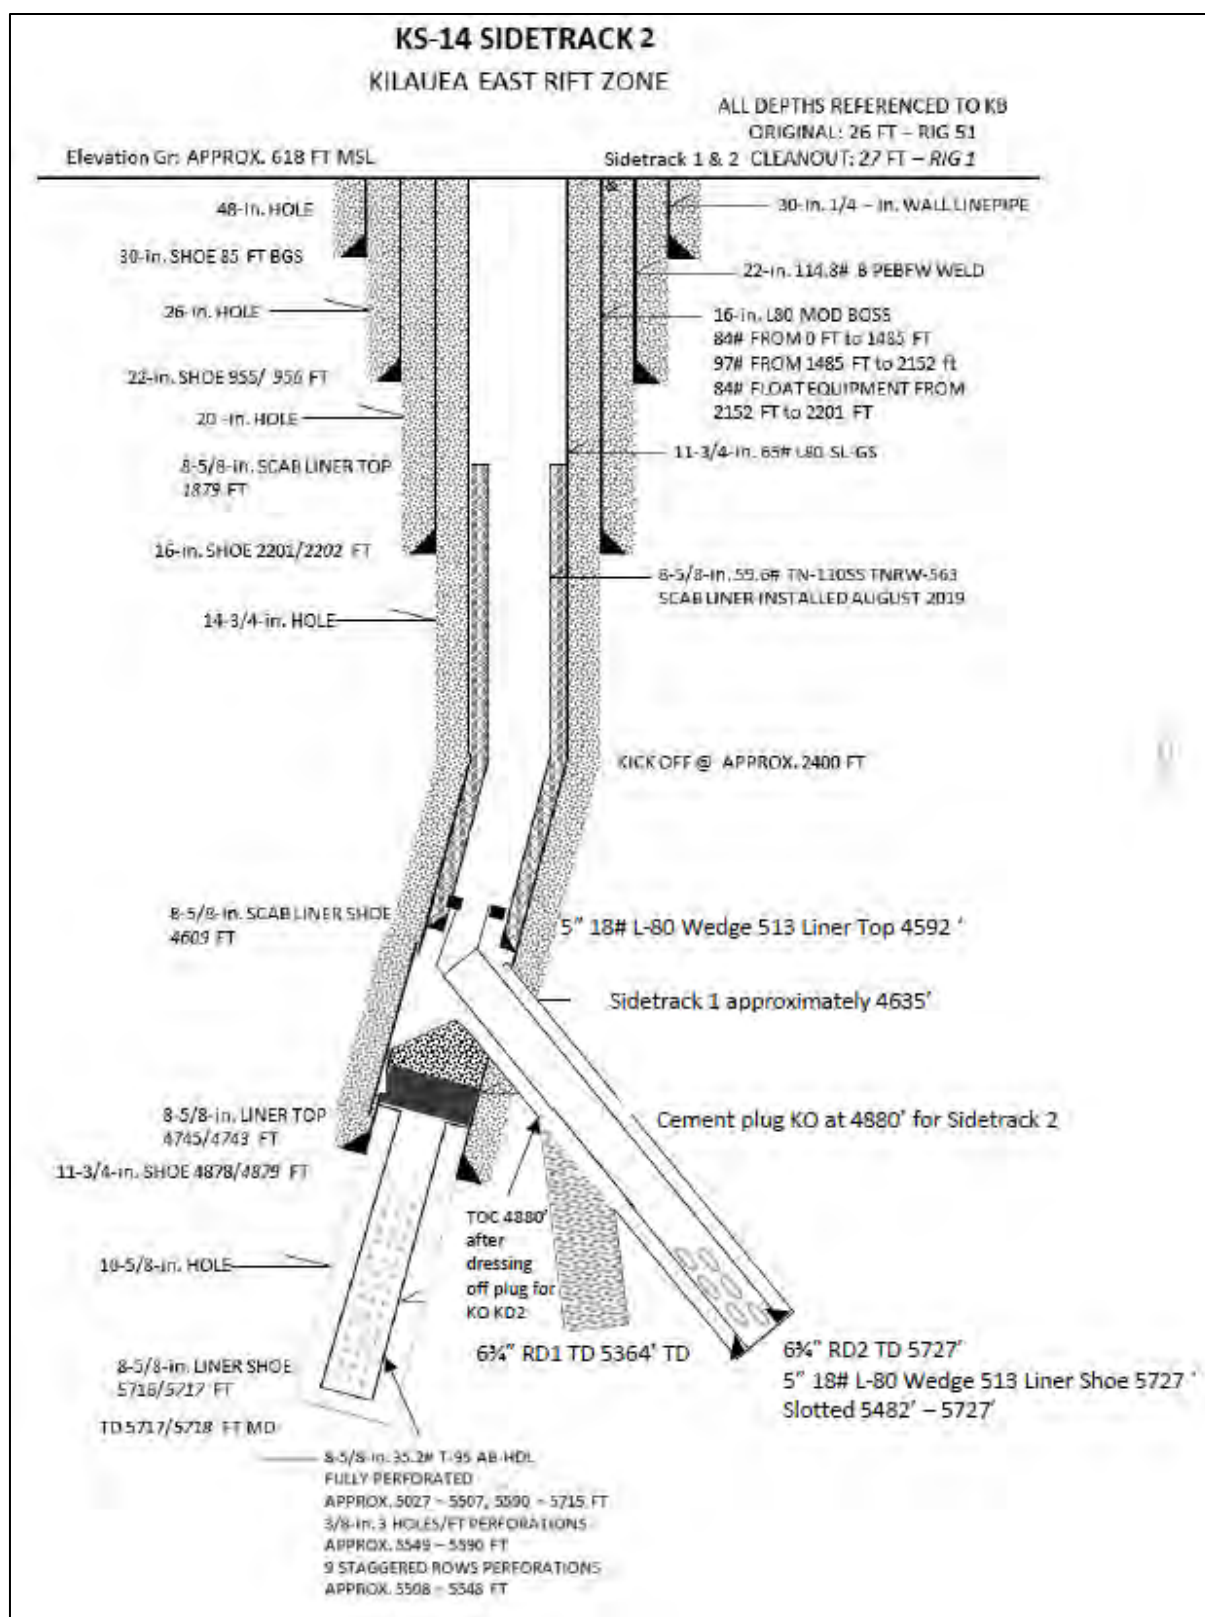 KS-14 SIDETRACK 2
KILAUEA EAST RIFT ZONE
ALL DEPTHS REFERENCED TO KB
ORIGINAL: 26 FT – RIG 51
Elevation Gr: APPROX. 618 FT MSL
Sidetrack 1 & 2 CLEANOUT: 27 FT – RIG 1
&
48-in. HOLE
30-in. 1/4 – in. WALL LINEPIPE
30-in. SHOE 85 FT BGS
22-in. 114.8# B PEBFW WELD
26-in. HOLE
16-in. L80 MOD BOSS
84# FROM 0 FT to 1485 FT
97# FROM 1485 FT to 2152 ft
84# FLOAT EQUIPMENT FROM
2152 FT to 2201 FT
22-in. SHOE 955/ 956 FT
20 -in. HOLE
11-3/4-in. 65# L80 SL-GS
8-5/8-in. SCAB LINER TOP
1879 FT
16-in. SHOE 2201/2202 FT
8-5/8-in. 55.6# TN-110SS TNRW-563
SCAB LINER INSTALLED AUGUST 2019
14-3/4-in. HOLE
KICK OFF @ APPROX. 2400 FT
8-5/8-in. SCAB LINER SHOE
4609 FT
5" 18# L-80 Wedge 513 Liner Top 4592 '
Sidetrack 1 approximately 4635'
8-5/8-in. LINER TOP
4745/4743 FT
Cement plug KO at 4880' for Sidetrack 2
11-3/4-in. SHOE 4878/4879 FT
TOC 4880'
after
dressing
off plug for
KO KD2
10-5/8-in. HOLE
6¾" RD1 TD 5364' TD
6¾" RD2 TD 5727'
5" 18# L-80 Wedge 513 Liner Shoe 5727 '
Slotted 5482' – 5727'
8-5/8-in. LINER SHOE
5716/5717 FT
TD 5717/5718 FT MD
8-5/8-in. 35.2# T-95 AB-HDL
FULLY PERFORATED
APPROX. 5027 – 5507, 5590 – 5715 FT
3/8-in. 3 HOLES/FT PERFORATIONS
APPROX. 5549 – 5590 FT
9 STAGGERED ROWS PERFORATIONS
APPROX. 5508 – 5548 FT